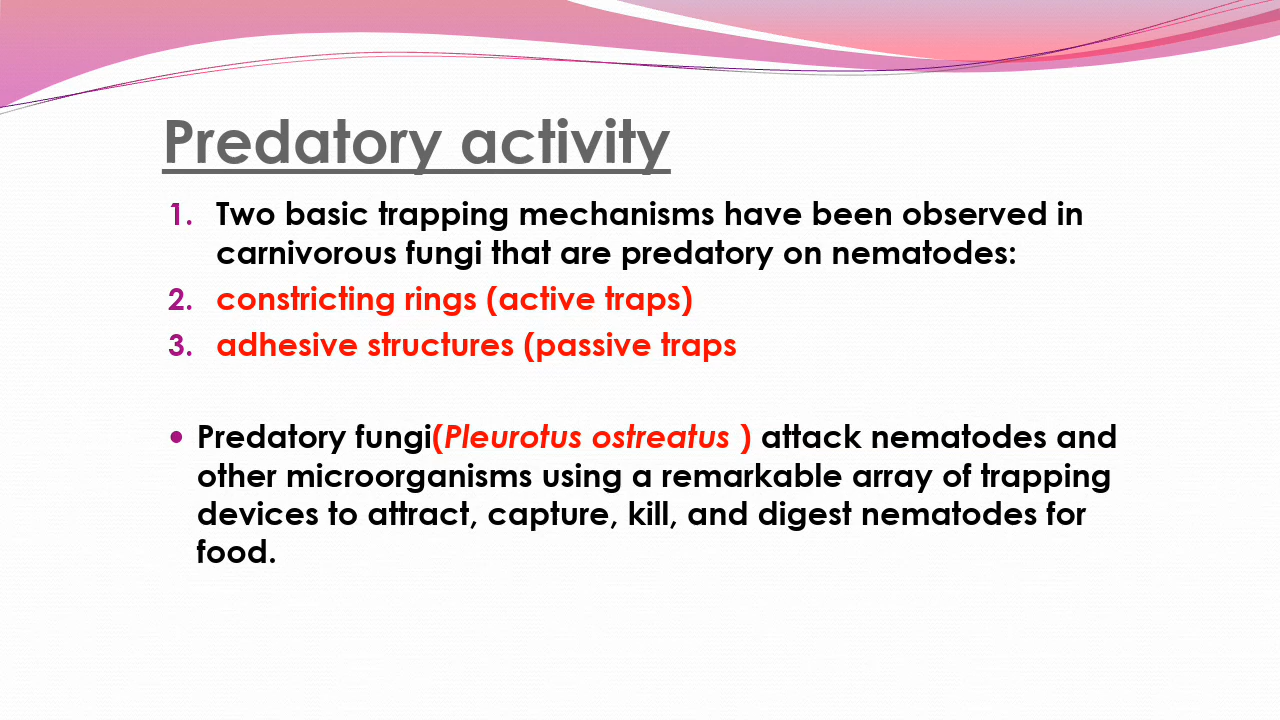 Predatory activity
1. Two basic trapping mechanisms have been observed in
carnivorous fungi that are predatory on nematodes:
2. constricting rings (active traps)
3. adhesive structures (passive traps
• Predatory fungi(Pleurotus ostreatus ) attack nematodes and
other microorganisms using a remarkable array of trapping
devices to attract, capture, kill, and digest nematodes for
food.